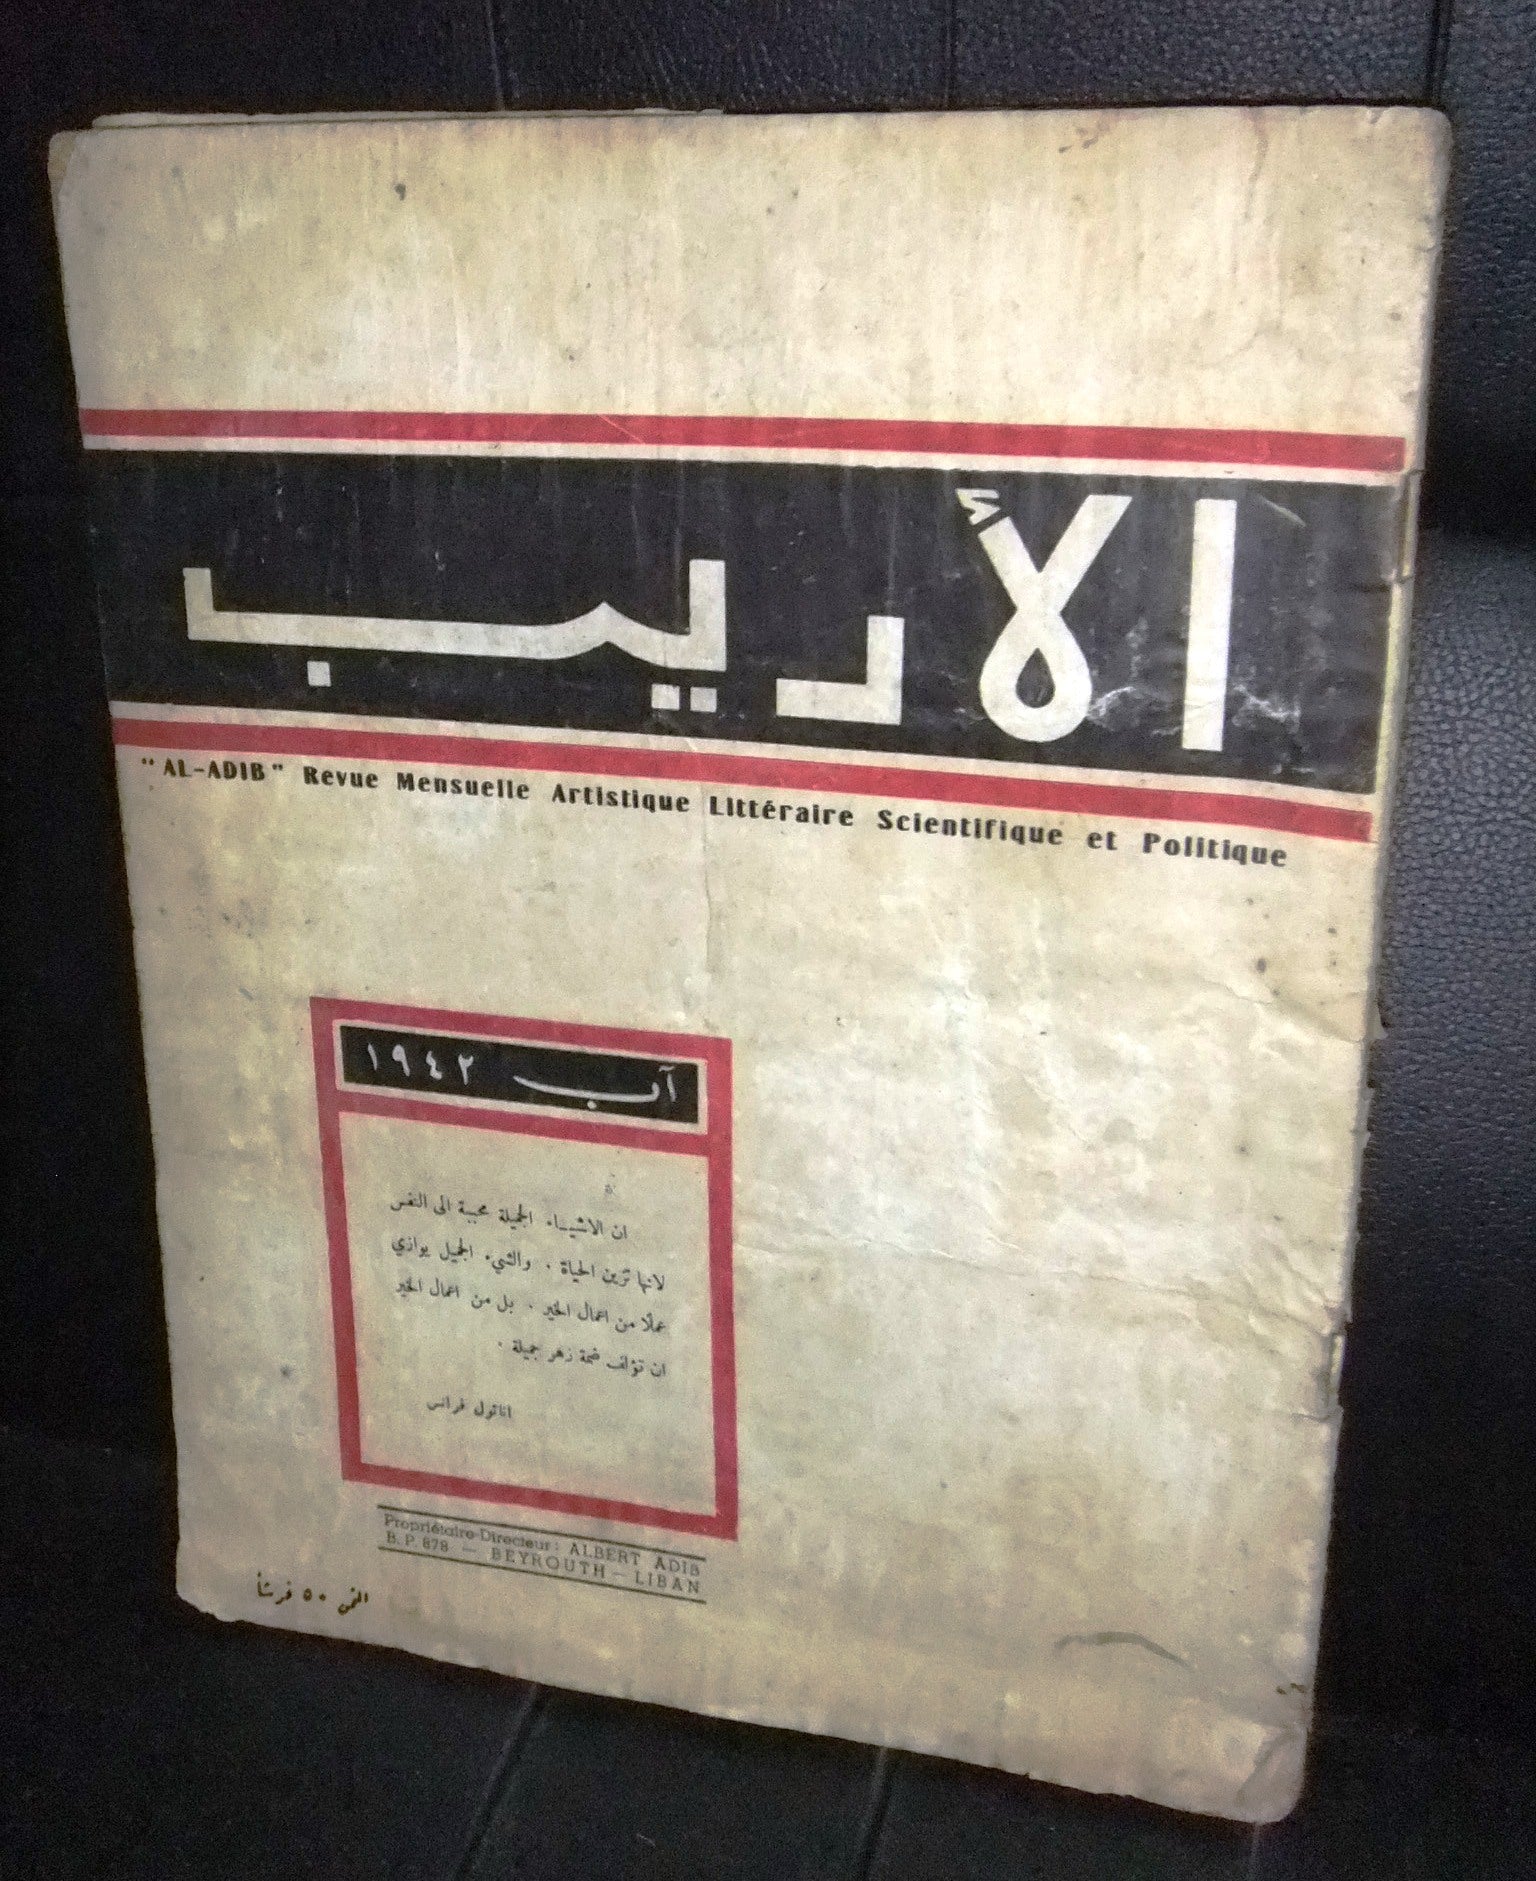 الأديب
"AL-ADIB" Revue Mensuelle Artistique Littéraire Scientifique et Politique
آب ١٩٤٢
ان الاشيـاء الجميلة محببة الى النفس
لانها تزين الحياة . والشيء الجميل يوازي
عملا من اعمال الخير . بل من اعمال الخير
ان تؤلف ضمة زهر جميلة .
اناتول فرانس
Propriétaire-Directeur: ALBERT ADIB
B.P. 878 — BEYROUTH — LIBAN
الثمن ٥٠ قرشاً